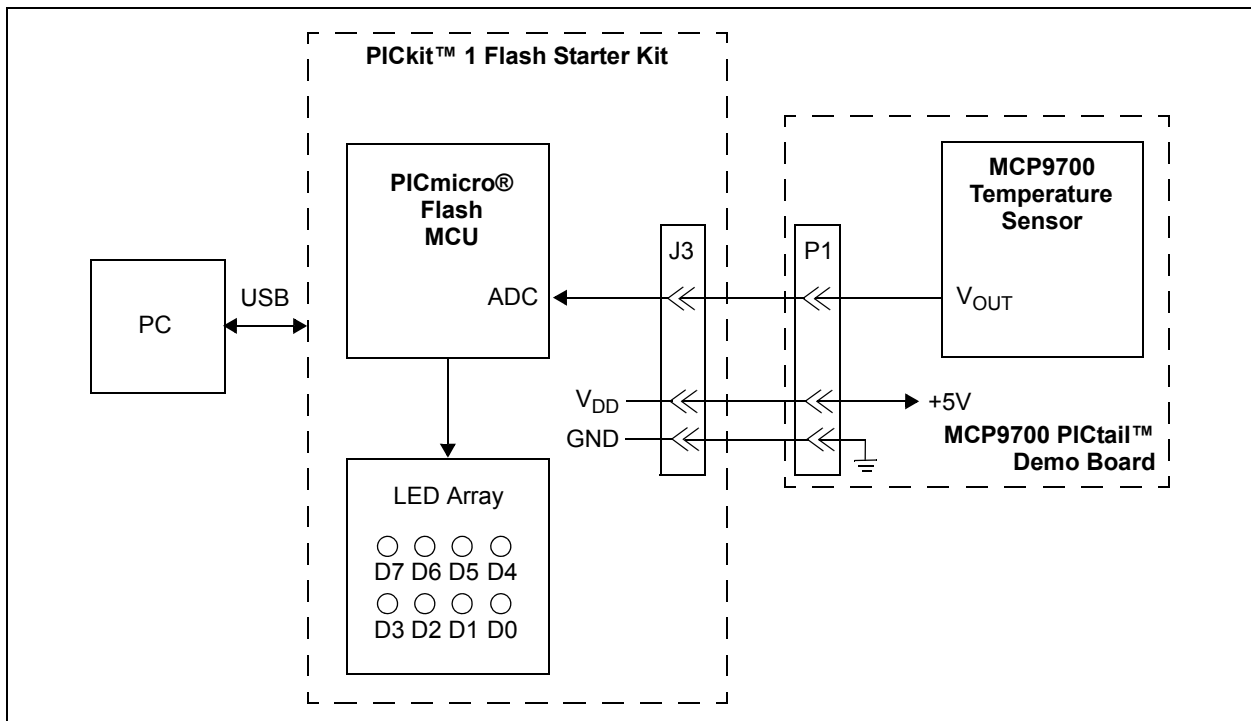 PICkit™ 1 Flash Starter Kit
PICmicro®
Flash
MCU
ADC
MCP9700
Temperature
Sensor
VOUT
J3
P1
PC
USB
VDD
GND
+5V
MCP9700 PICtail™
Demo Board
LED Array
D7 D6 D5 D4
D3 D2 D1 D0